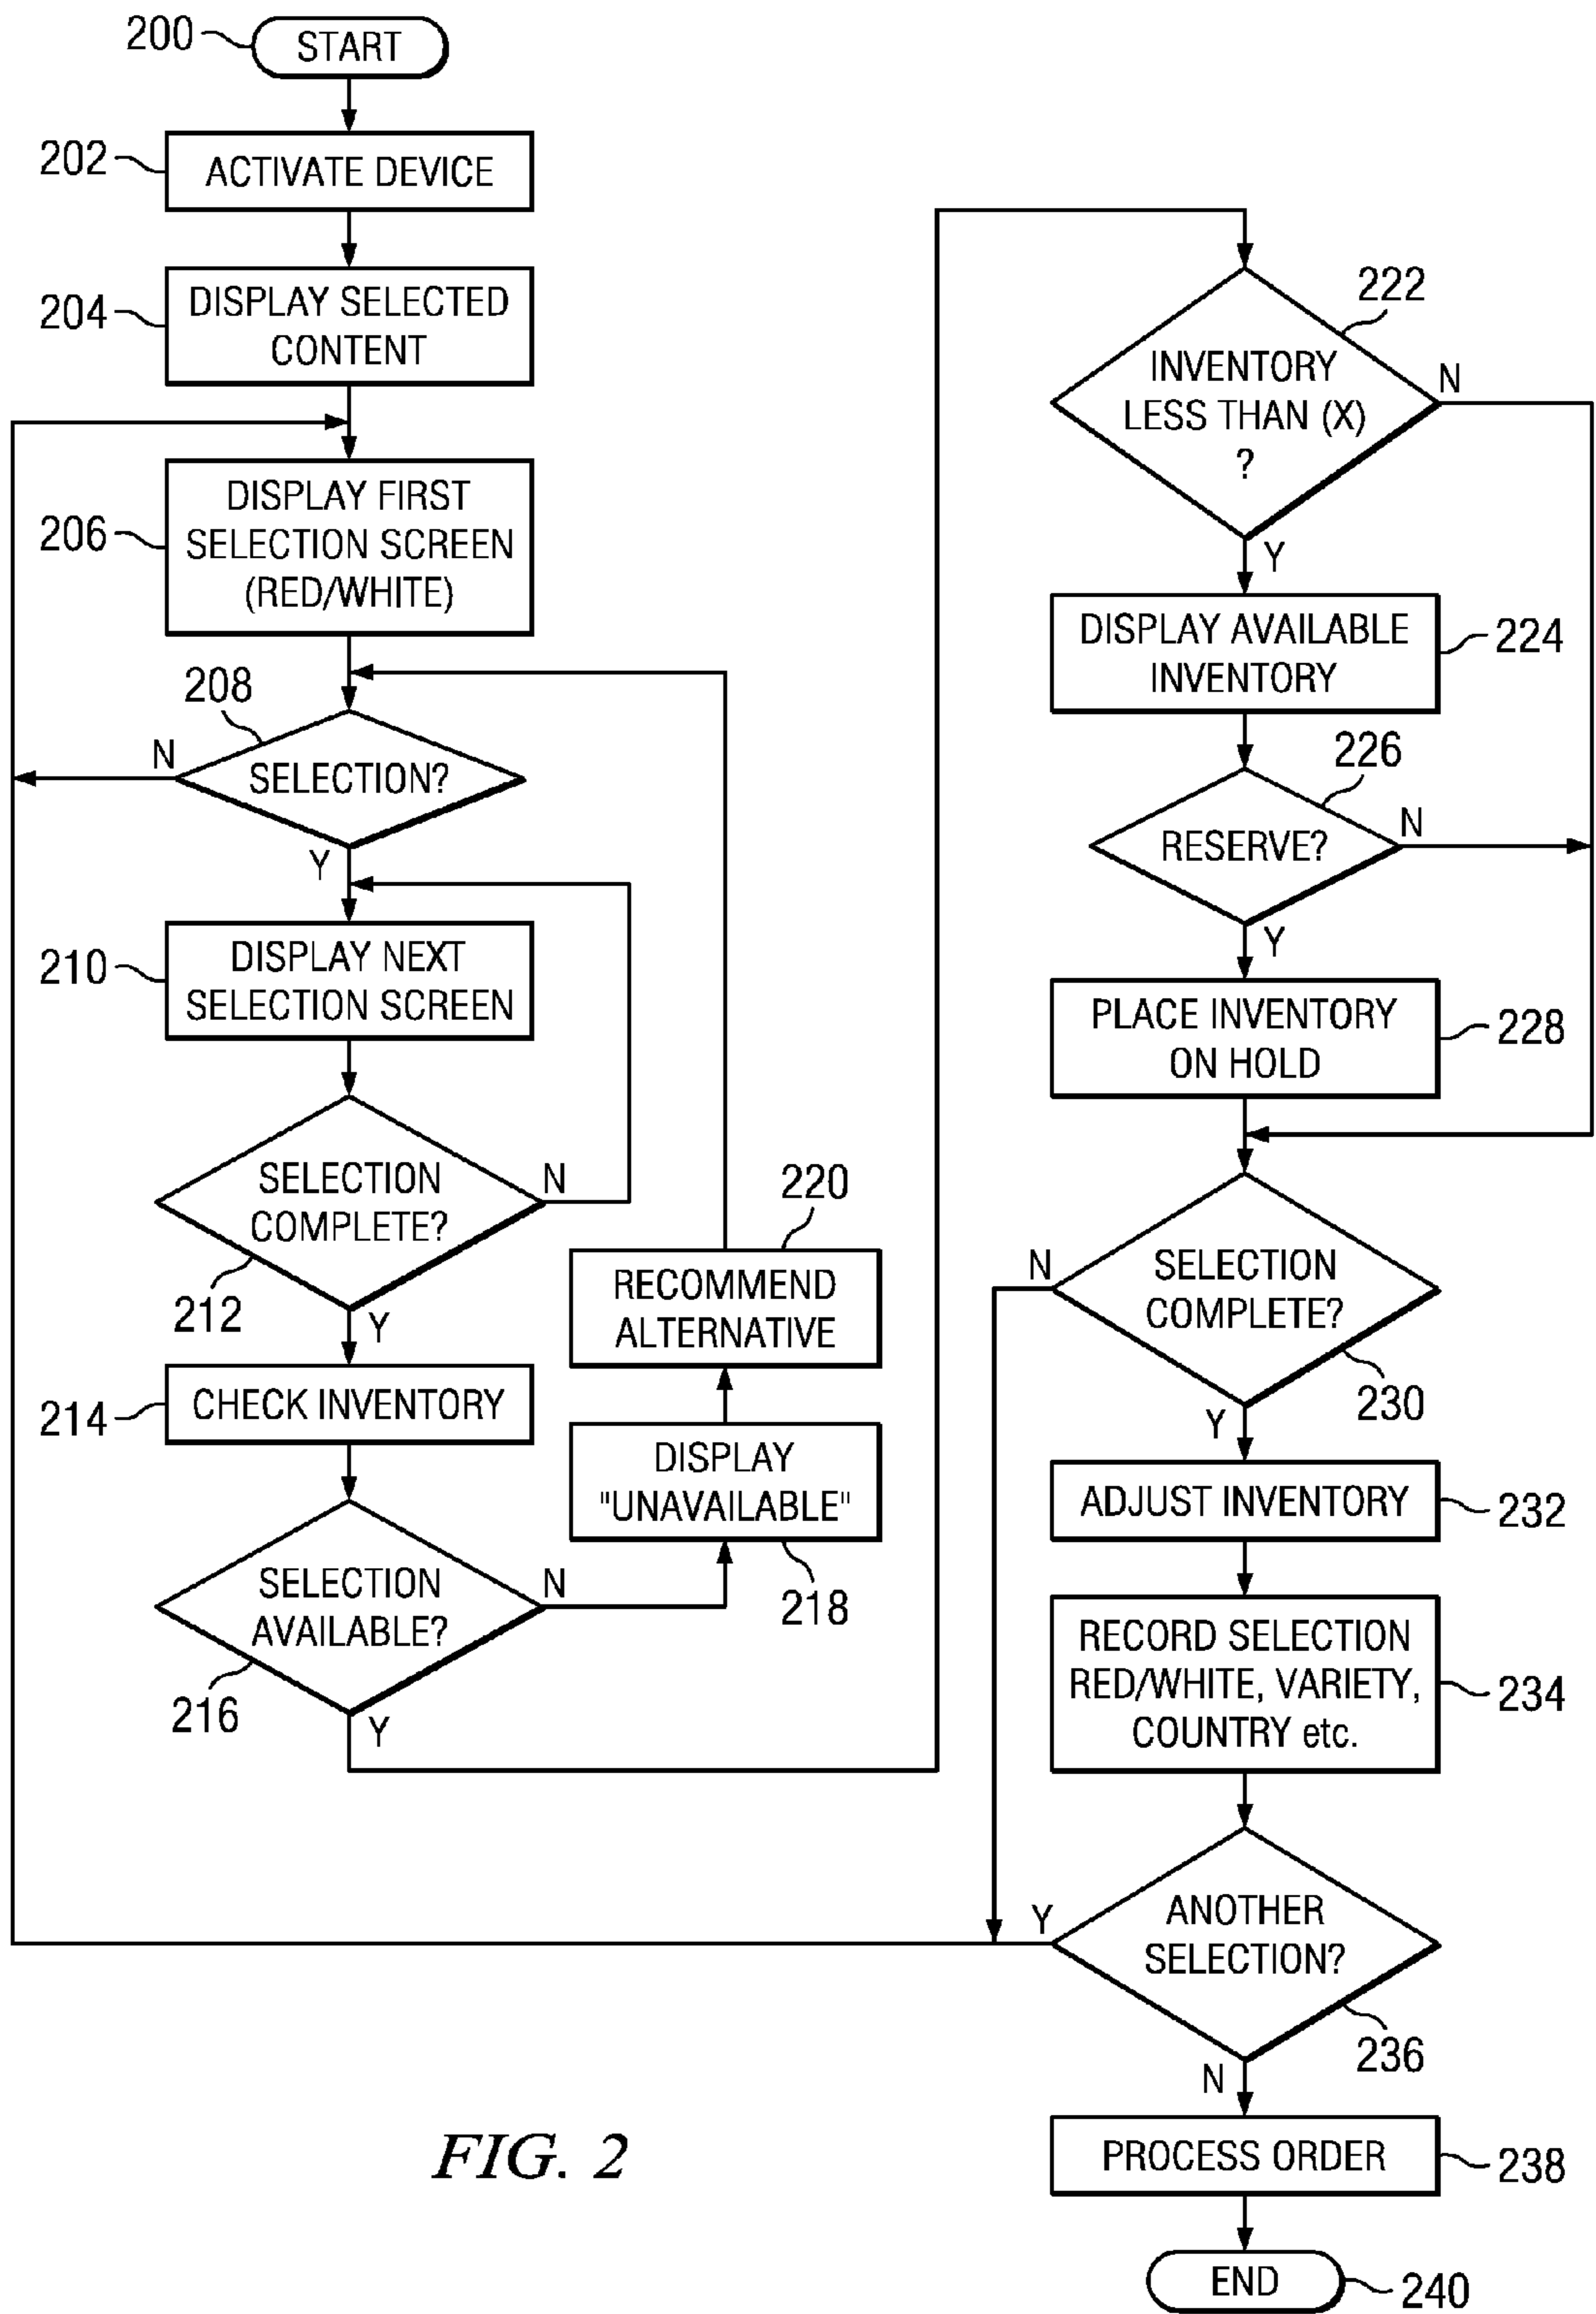 200
START
202
ACTIVATE DEVICE
204
DISPLAY SELECTED
CONTENT
206
DISPLAY FIRST
SELECTION SCREEN
(RED/WHITE)
208
N
SELECTION?
Y
210
DISPLAY NEXT
SELECTION SCREEN
SELECTION
COMPLETE?
N
212
Y
214
CHECK INVENTORY
SELECTION
AVAILABLE?
N
216
Y
220
RECOMMEND
ALTERNATIVE
DISPLAY
"UNAVAILABLE"
218
222
INVENTORY
LESS THAN (X)
?
N
Y
DISPLAY AVAILABLE
INVENTORY
224
226
RESERVE?
N
Y
PLACE INVENTORY
ON HOLD
228
N
SELECTION
COMPLETE?
230
Y
ADJUST INVENTORY
232
RECORD SELECTION
RED/WHITE, VARIETY,
COUNTRY etc.
234
Y
ANOTHER
SELECTION?
236
N
PROCESS ORDER
238
END
240
FIG. 2